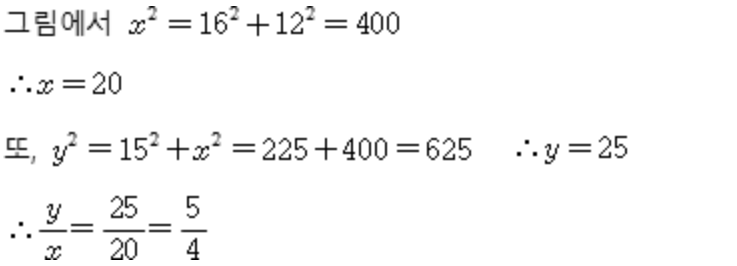 그림에서 x² = 16² + 12² = 400
∴ x = 20
또, y² = 15² + x² = 225 + 400 = 625 ∴ y = 25
∴ y/x = 25/20 = 5/4